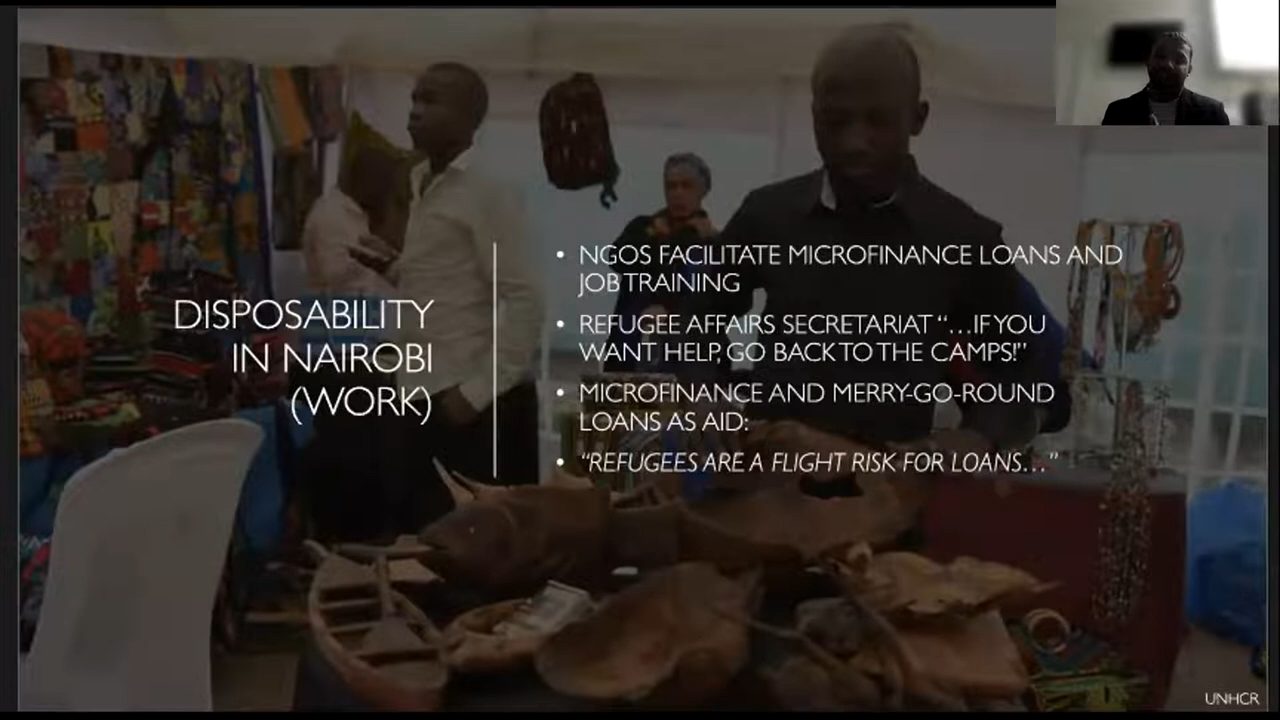 DISPOSABILITY
IN NAIROBI
(WORK)
• NGOS FACILITATE MICROFINANCE LOANS AND
JOB TRAINING
• REFUGEE AFFAIRS SECRETARIAT “…IF YOU
WANT HELP, GO BACK TO THE CAMPS!”
• MICROFINANCE AND MERRY-GO-ROUND
LOANS AS AID:
• “REFUGEES ARE A FLIGHT RISK FOR LOANS…”
UNHCR